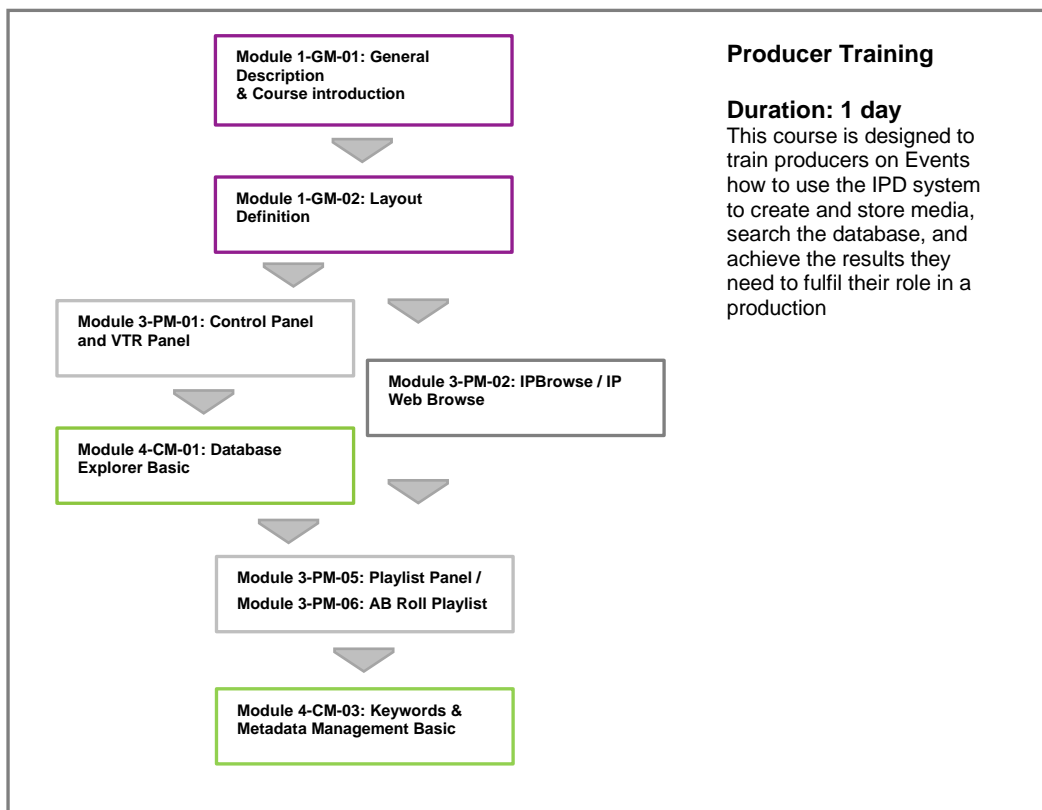 Module 1-GM-01: General
Description
& Course introduction
Module 1-GM-02: Layout
Definition
Module 3-PM-01: Control Panel
and VTR Panel
Module 3-PM-02: IPBrowse / IP
Web Browse
Module 4-CM-01: Database
Explorer Basic
Module 3-PM-05: Playlist Panel /
Module 3-PM-06: AB Roll Playlist
Module 4-CM-03: Keywords &
Metadata Management Basic
Producer Training
Duration: 1 day
This course is designed to
train producers on Events
how to use the IPD system
to create and store media,
search the database, and
achieve the results they
need to fulfil their role in a
production